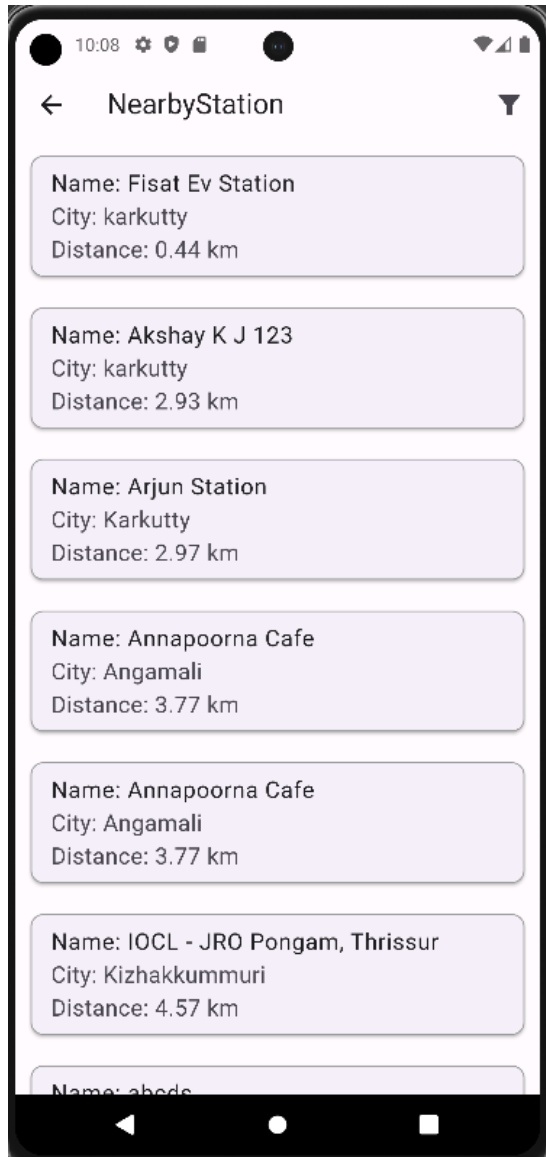 10:08
NearbyStation
Name: Fisat Ev Station
City: karkutty
Distance: 0.44 km
Name: Akshay K J 123
City: karkutty
Distance: 2.93 km
Name: Arjun Station
City: Karkutty
Distance: 2.97 km
Name: Annapoorna Cafe
City: Angamali
Distance: 3.77 km
Name: Annapoorna Cafe
City: Angamali
Distance: 3.77 km
Name: IOCL - JRO Pongam, Thrissur
City: Kizhakkummuri
Distance: 4.57 km
Name: abcds